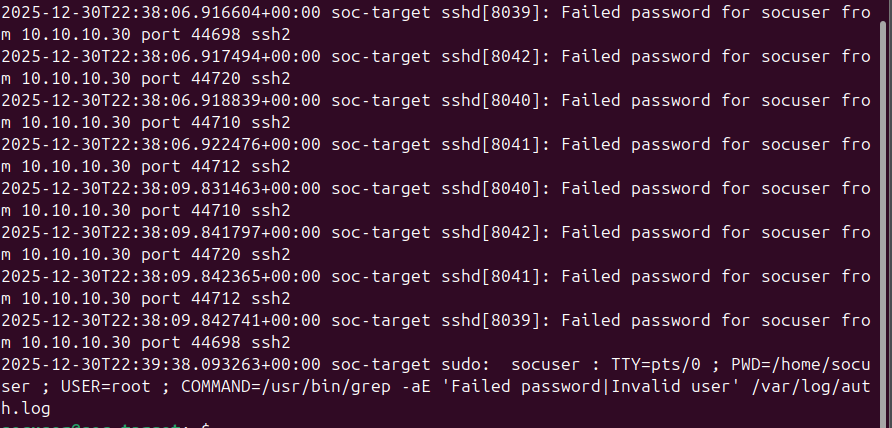 2025-12-30T22:38:06.916604+00:00 soc-target sshd[8039]: Failed password for socuser fro
m 10.10.10.30 port 44698 ssh2
2025-12-30T22:38:06.917494+00:00 soc-target sshd[8042]: Failed password for socuser fro
m 10.10.10.30 port 44720 ssh2
2025-12-30T22:38:06.918839+00:00 soc-target sshd[8040]: Failed password for socuser fro
m 10.10.10.30 port 44710 ssh2
2025-12-30T22:38:06.922476+00:00 soc-target sshd[8041]: Failed password for socuser fro
m 10.10.10.30 port 44712 ssh2
2025-12-30T22:38:09.831463+00:00 soc-target sshd[8040]: Failed password for socuser fro
m 10.10.10.30 port 44710 ssh2
2025-12-30T22:38:09.841797+00:00 soc-target sshd[8042]: Failed password for socuser fro
m 10.10.10.30 port 44720 ssh2
2025-12-30T22:38:09.842365+00:00 soc-target sshd[8041]: Failed password for socuser fro
m 10.10.10.30 port 44712 ssh2
2025-12-30T22:38:09.842741+00:00 soc-target sshd[8039]: Failed password for socuser fro
m 10.10.10.30 port 44698 ssh2
2025-12-30T22:39:38.093263+00:00 soc-target sudo:  socuser : TTY=pts/0 ; PWD=/home/socu
ser ; USER=root ; COMMAND=/usr/bin/grep -aE 'Failed password|Invalid user' /var/log/aut
h.log